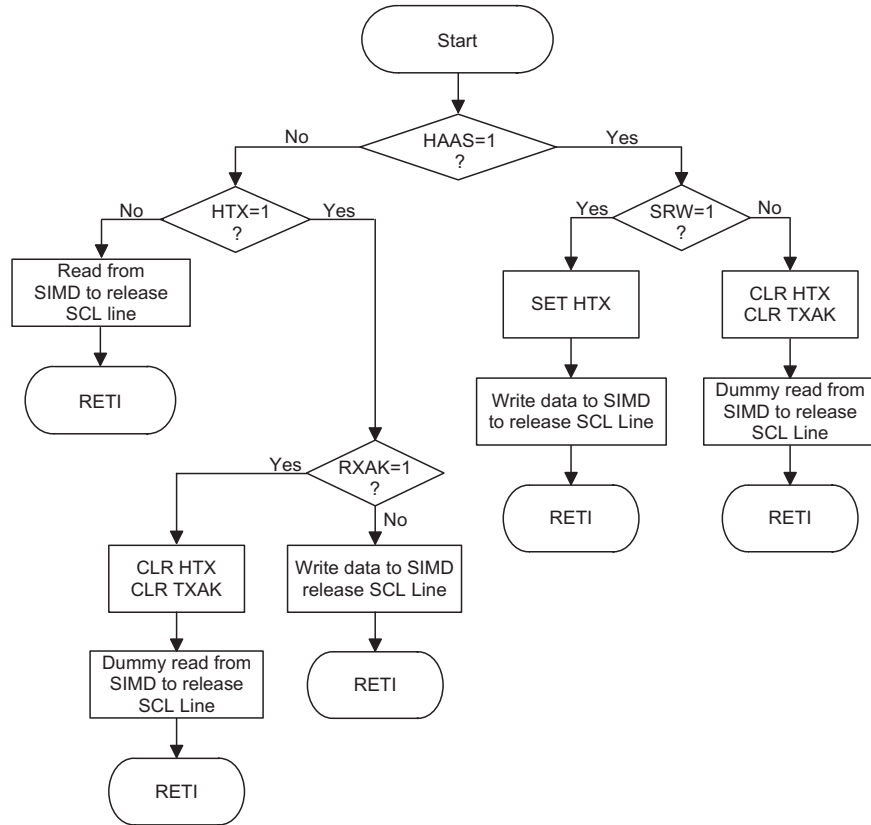 Start
No
HAAS=1
?
Yes
No
HTX=1
?
Yes
Yes
SRW=1
?
No
Read from
SIMD to release
SCL line
SET HTX
CLR HTX
CLR TXAK
RETI
Write data to SIMD
to release SCL Line
Dummy read from
SIMD to release
SCL Line
Yes
RXAK=1
?
No
RETI
RETI
CLR HTX
CLR TXAK
Write data to SIMD
release SCL Line
Dummy read from
SIMD to release
SCL Line
RETI
RETI